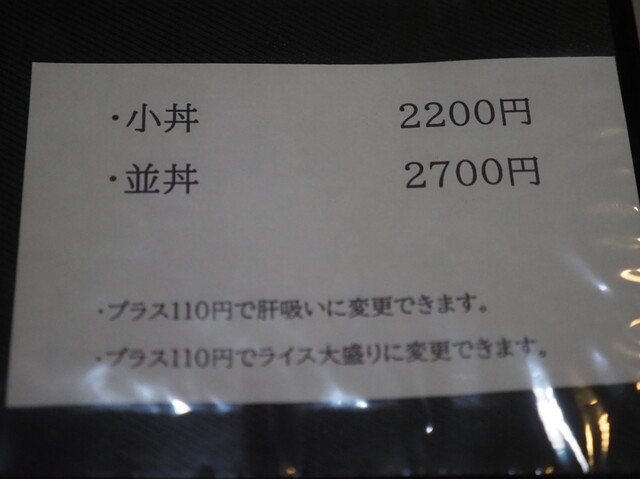 ・小丼 2200円
・並丼 2700円
・プラス110円で肝吸いに変更できます。
・プラス110円でライス大盛りに変更できます。